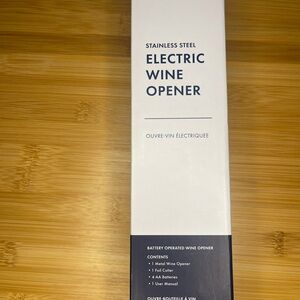 STAINLESS STEEL
ELECTRIC
WINE
OPENER
OUVRE-VIN ÉLECTRIQUEE
BATTERY OPERATED WINE OPENER
CONTENTS
• 1 Metal Wine Opener
• 1 Foil Cutter
• 4 AA Batteries
• 1 User Manual
OUVRE-BOUTEILLE À VIN